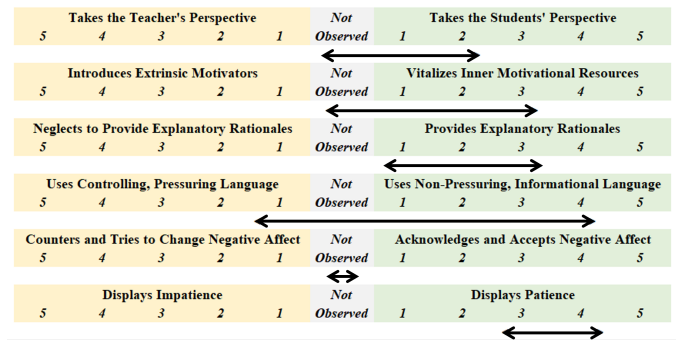 Takes the Teacher's Perspective Not Takes the Students' Perspective
5 4 3 2 1 Observed 1 2 3 4 5
Introduces Extrinsic Motivators Not Vitalizes Inner Motivational Resources
5 4 3 2 1 Observed 1 2 3 4 5
Neglects to Provide Explanatory Rationales Not Provides Explanatory Rationales
5 4 3 2 1 Observed 1 2 3 4 5
Uses Controlling, Pressuring Language Not Uses Non-Pressuring, Informational Language
5 4 3 2 1 Observed 1 2 3 4 5
Counters and Tries to Change Negative Affect Not Acknowledges and Accepts Negative Affect
5 4 3 2 1 Observed 1 2 3 4 5
Displays Impatience Not Displays Patience
5 4 3 2 1 Observed 1 2 3 4 5